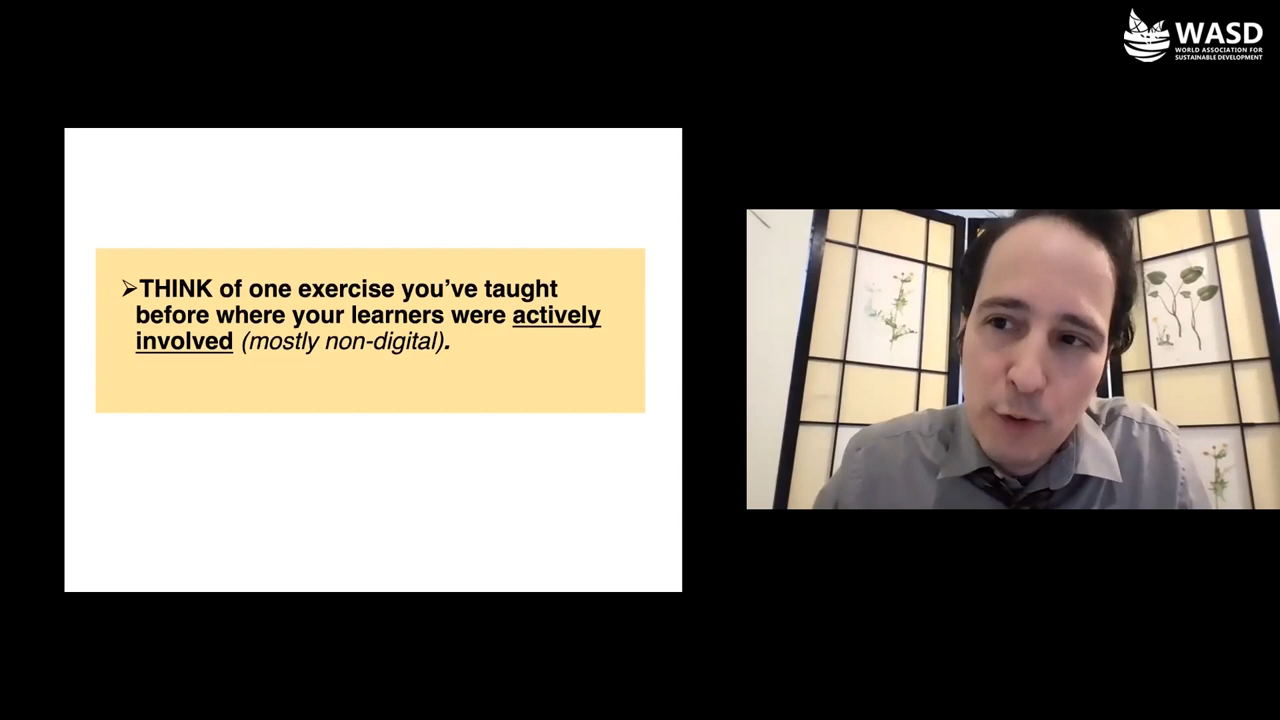 WASD
WORLD ASSOCIATION FOR
SUSTAINABLE DEVELOPMENT
➢THINK of one exercise you've taught
before where your learners were actively
involved (mostly non-digital).